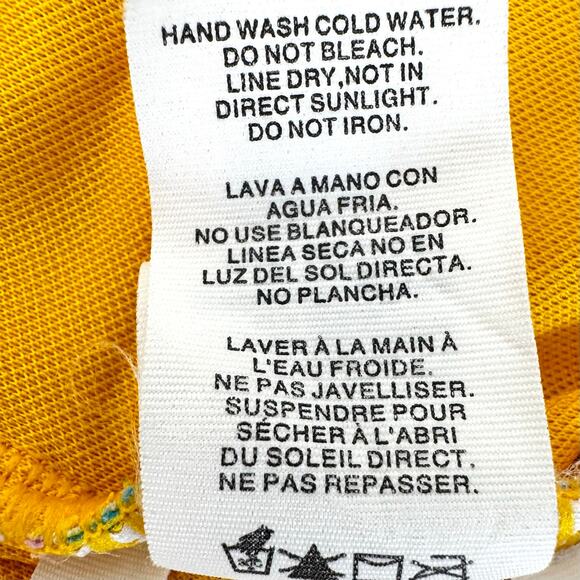 HAND WASH COLD WATER.
DO NOT BLEACH.
LINE DRY,NOT IN
DIRECT SUNLIGHT.
DO NOT IRON.
LAVA A MANO CON
AGUA FRIA.
NO USE BLANQUEADOR.
LINEA SECA NO EN
LUZ DEL SOL DIRECTA.
NO PLANCHA.
LAVER À LA MAIN À
L'EAU FROIDE.
NE PAS JAVELLISER.
SUSPENDRE POUR
SÉCHER À L'ABRI
DU SOLEIL DIRECT.
NE PAS REPASSER.